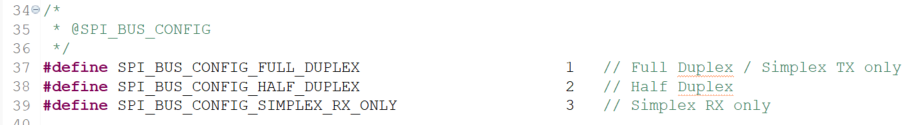 34 /*
35  * @SPI_BUS_CONFIG
36  */
37 #define SPI_BUS_CONFIG_FULL_DUPLEX 1 // Full Duplex / Simplex TX only
38 #define SPI_BUS_CONFIG_HALF_DUPLEX 2 // Half Duplex
39 #define SPI_BUS_CONFIG_SIMPLEX_RX_ONLY 3 // Simplex RX only
40